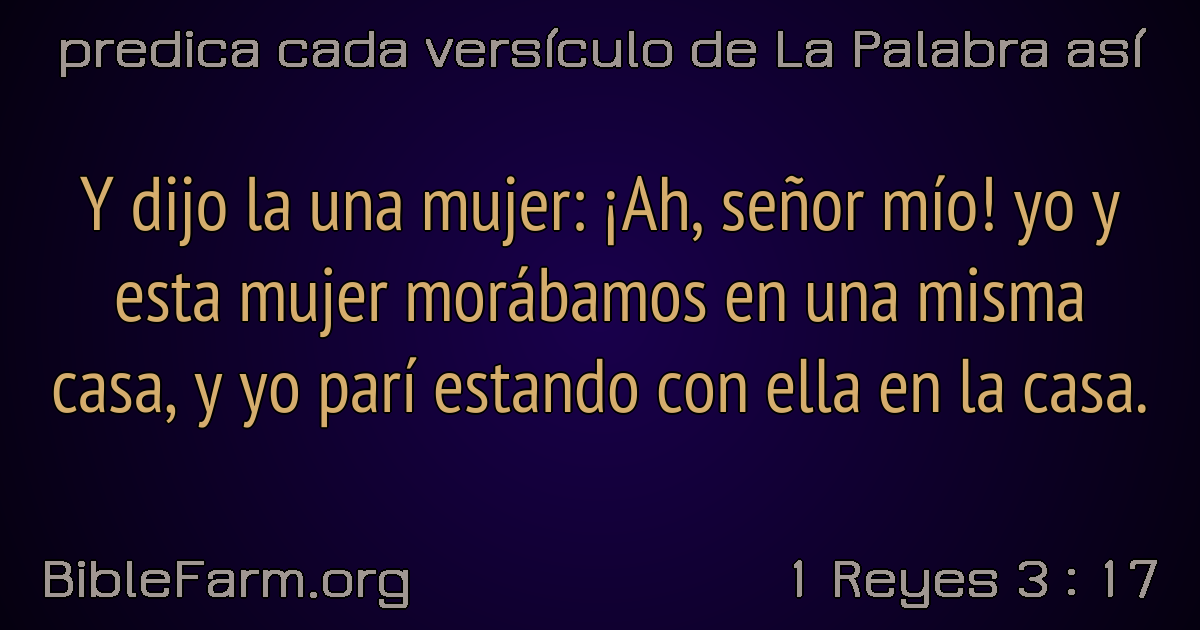 predica cada versículo de La Palabra así
Y dijo la una mujer: ¡Ah, señor mío! yo y
esta mujer morábamos en una misma
casa, y yo parí estando con ella en la casa.
BibleFarm.org
1 Reyes 3 : 17